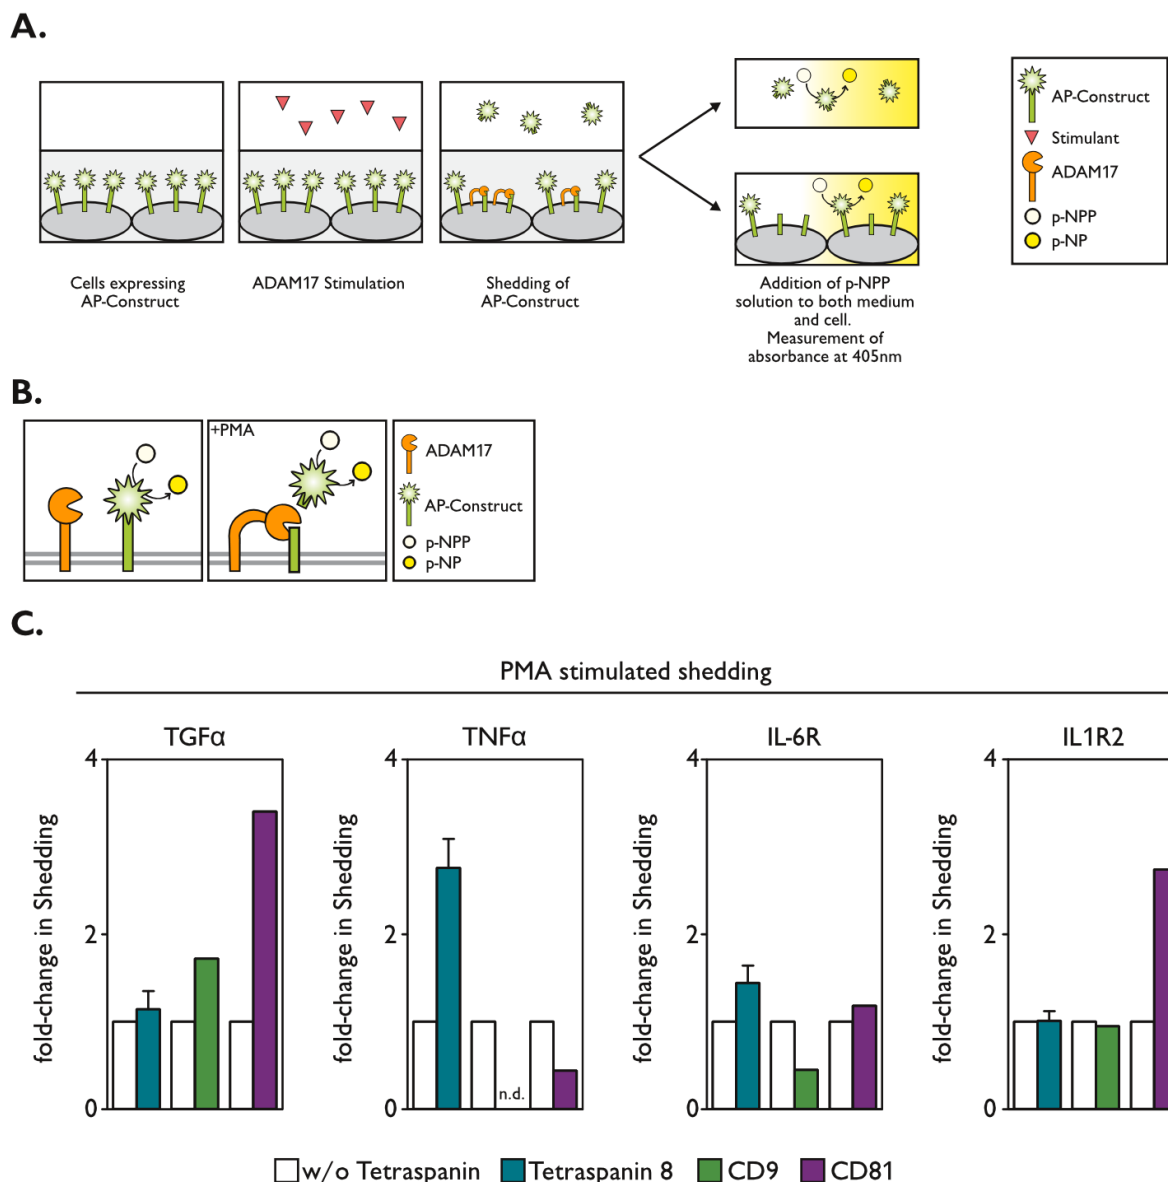 A.
AP-Construct
Stimulant
ADAM17
p-NPP
p-NP
Cells expressing
AP-Construct
ADAM17 Stimulation
Shedding of
AP-Construct
Addition of p-NPP
solution to both medium
and cell.
Measurement of
absorbance at 405nm
B.
+PMA
ADAM17
AP-Construct
p-NPP
p-NP
C.
PMA stimulated shedding
TGFα
fold-change in Shedding
4
2
0
TNFα
fold-change in Shedding
4
2
0
n.d.
IL-6R
fold-change in Shedding
4
2
0
IL1R2
fold-change in Shedding
4
2
0
w/o Tetraspanin
Tetraspanin 8
CD9
CD81